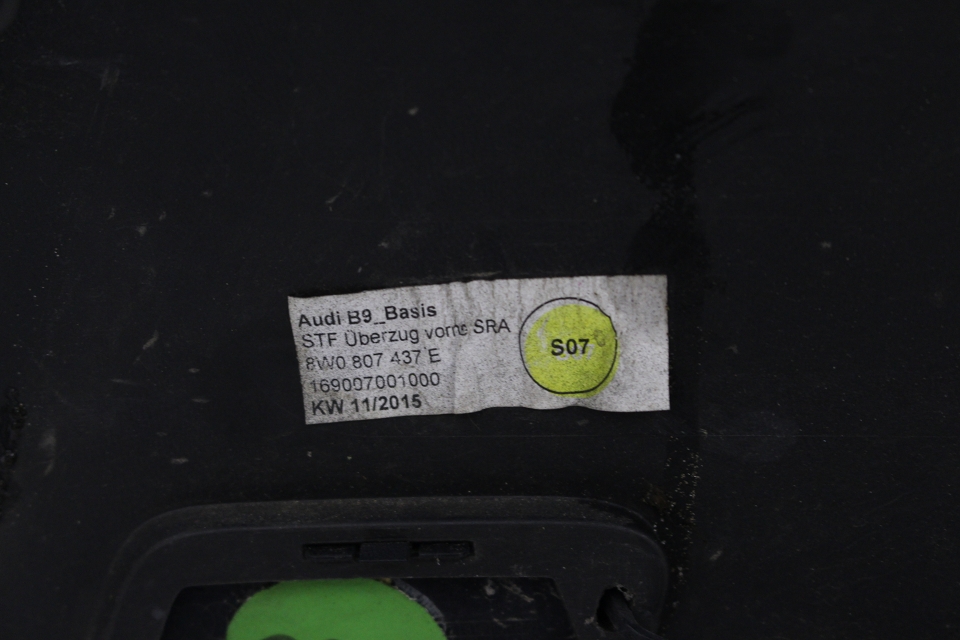 Audi B9_Basis
STF Überzug vorne SRA
8W0 807 437 E
169007001000
KW 11/2015
S07